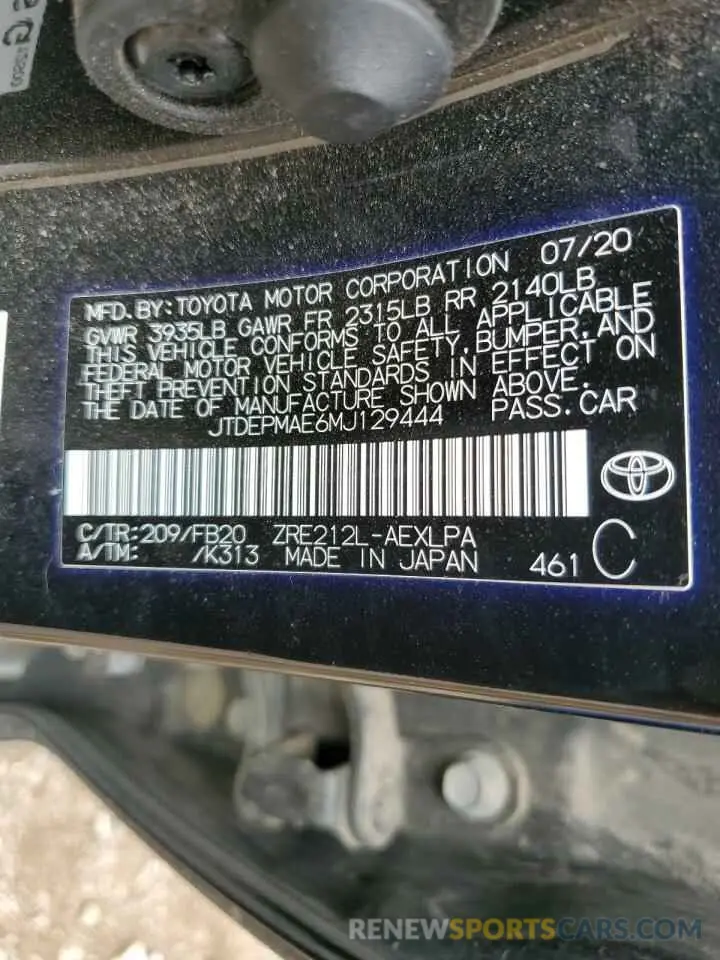 MFD. BY: TOYOTA MOTOR CORPORATION 07/20
GVWR 3935LB GAWR FR 2315LB RR 2140LB
THIS VEHICLE CONFORMS TO ALL APPLICABLE
FEDERAL MOTOR VEHICLE SAFETY, BUMPER, AND
THEFT PREVENTION STANDARDS IN EFFECT ON
THE DATE OF MANUFACTURE SHOWN ABOVE.
JTDEPMAE6MJ129444 PASS. CAR
C/TR: 209/FB20 ZRE212L-AEXLPA
A/TM: /K313 MADE IN JAPAN 461 C
RENEWSPORTSCARS.COM